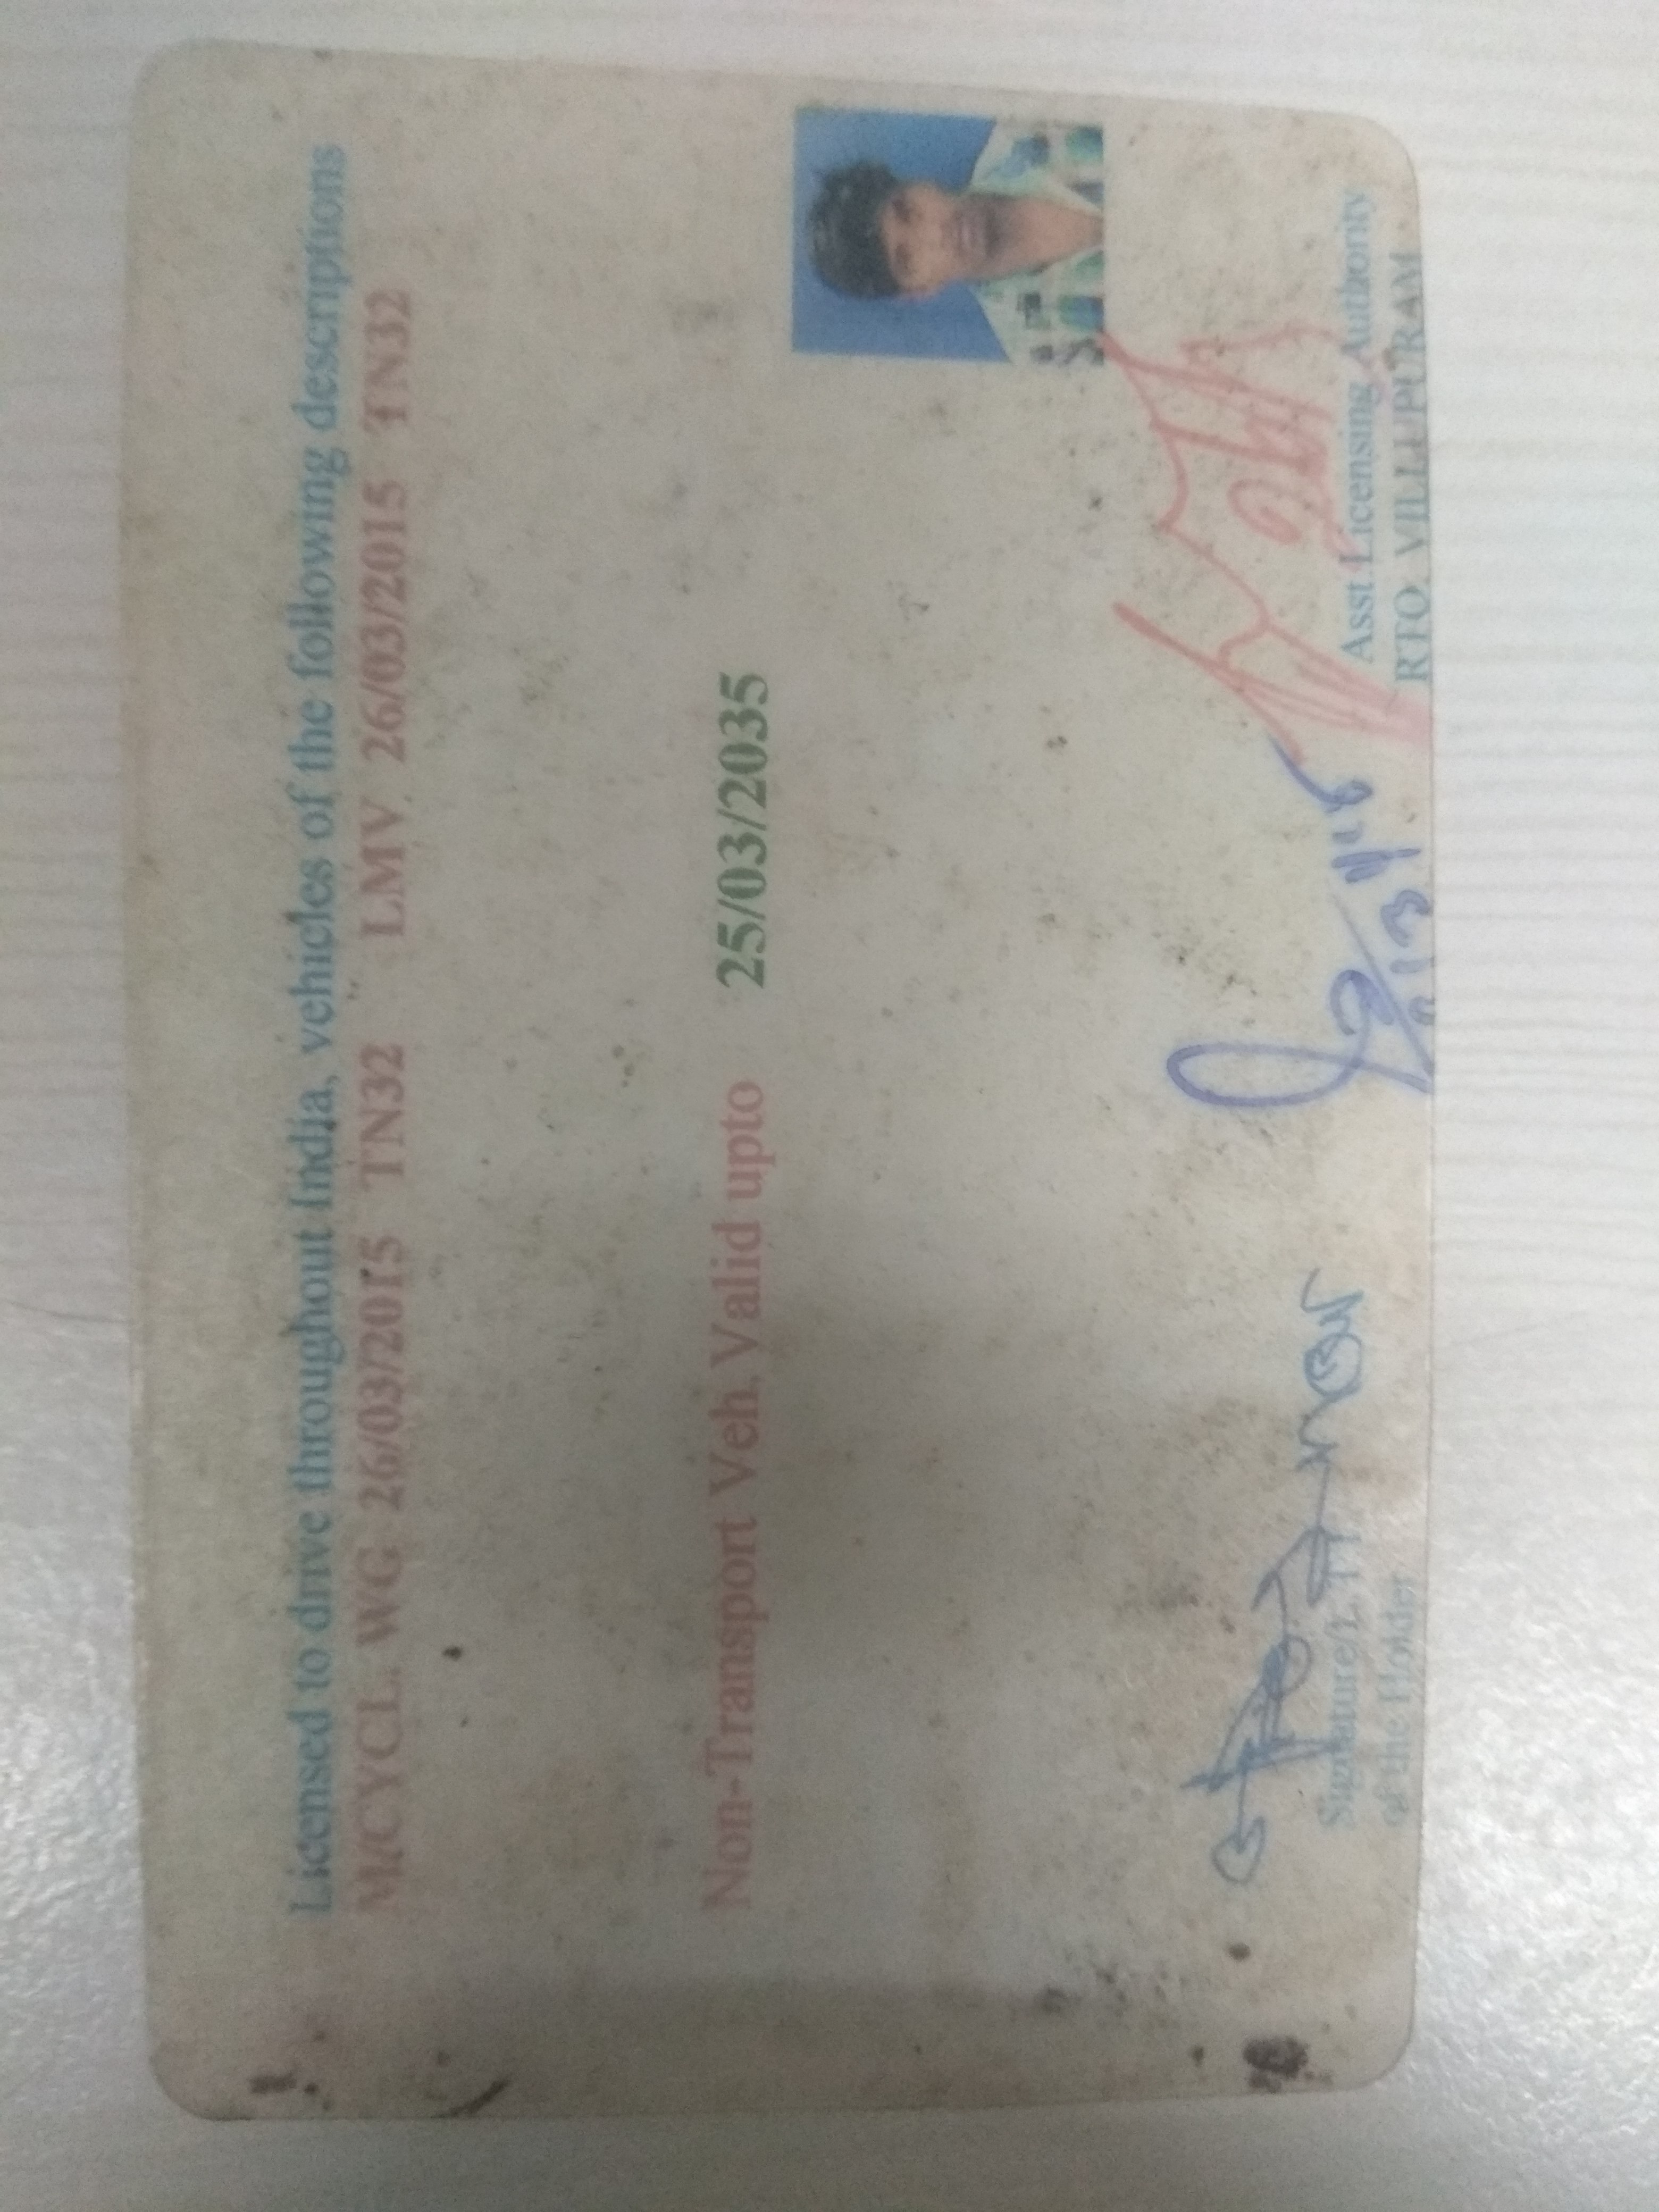 Licensed to drive throughout India, vehicles of the following descriptions
M/CYCL. WG 26/03/2015 TN32 LMV 26/03/2015 TN32
Non-Transport Veh. Valid upto 25/03/2035
Signature/L.T.I
of the Holder
Asst Licensing Authority
RTO VILLUPURAM